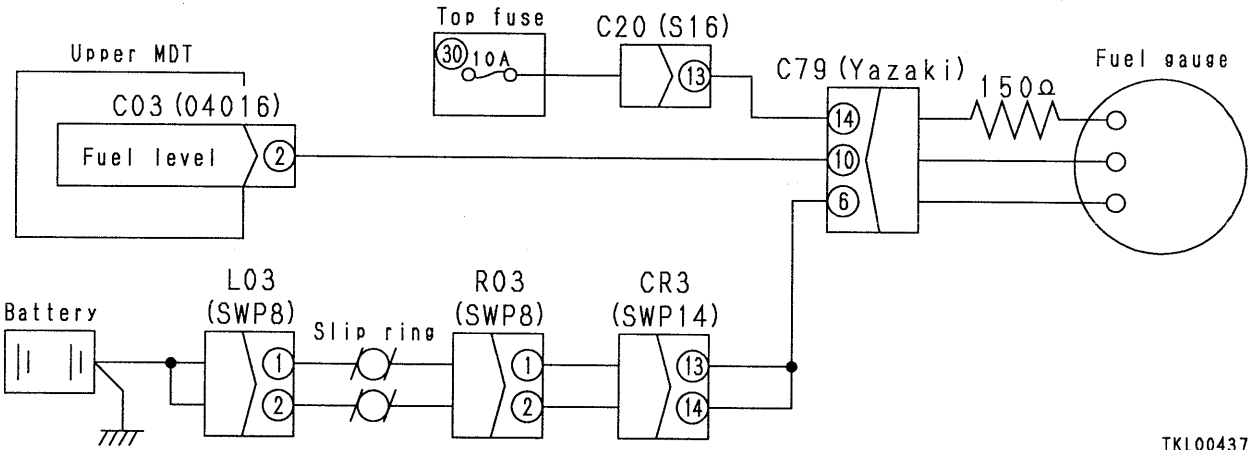 Top fuse
C20 (S16)
Upper MDT
30
10A
13
C79 (Yazaki)
Fuel gauge
150Ω
C03 (04016)
14
Fuel level
2
10
6
L03
(SWP8)
R03
(SWP8)
CR3
(SWP14)
Battery
Slip ring
1
1
13
2
2
14
TKL00437